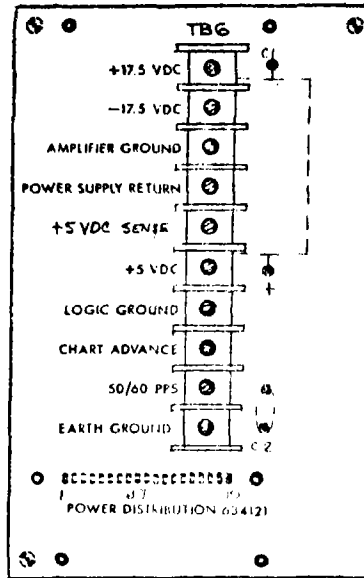 TB6
+17.5 VDC
−17.5 VDC
AMPLIFIER GROUND
POWER SUPPLY RETURN
+5 VDC SENSE
+5 VDC
+
LOGIC GROUND
CHART ADVANCE
50/60 PPS
EARTH GROUND
C2
POWER DISTRIBUTION 634121